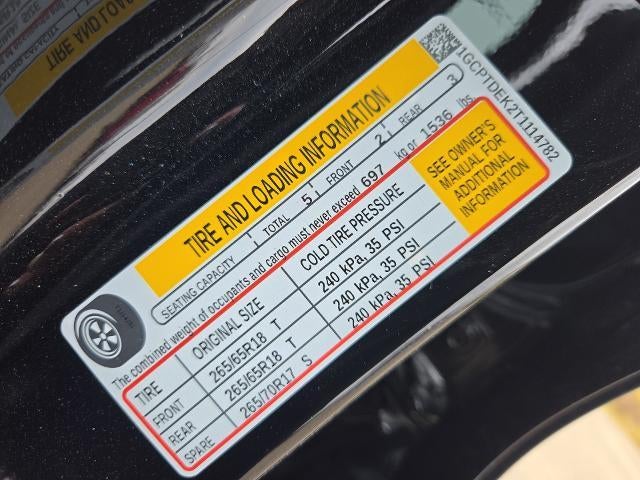 1GCPTDEK2T1114782
TIRE AND LOADING INFORMATION
SEATING CAPACITY TOTAL 5 FRONT 2 REAR 3
The combined weight of occupants and cargo must never exceed 697 kg or 1536 lbs.
TIRE ORIGINAL SIZE COLD TIRE PRESSURE
FRONT 265/65R18 T 240 kPa, 35 PSI
REAR 265/65R18 T 240 kPa, 35 PSI
SPARE 265/70R17 S 240 kPa, 35 PSI
SEE OWNER'S
MANUAL FOR
ADDITIONAL
INFORMATION